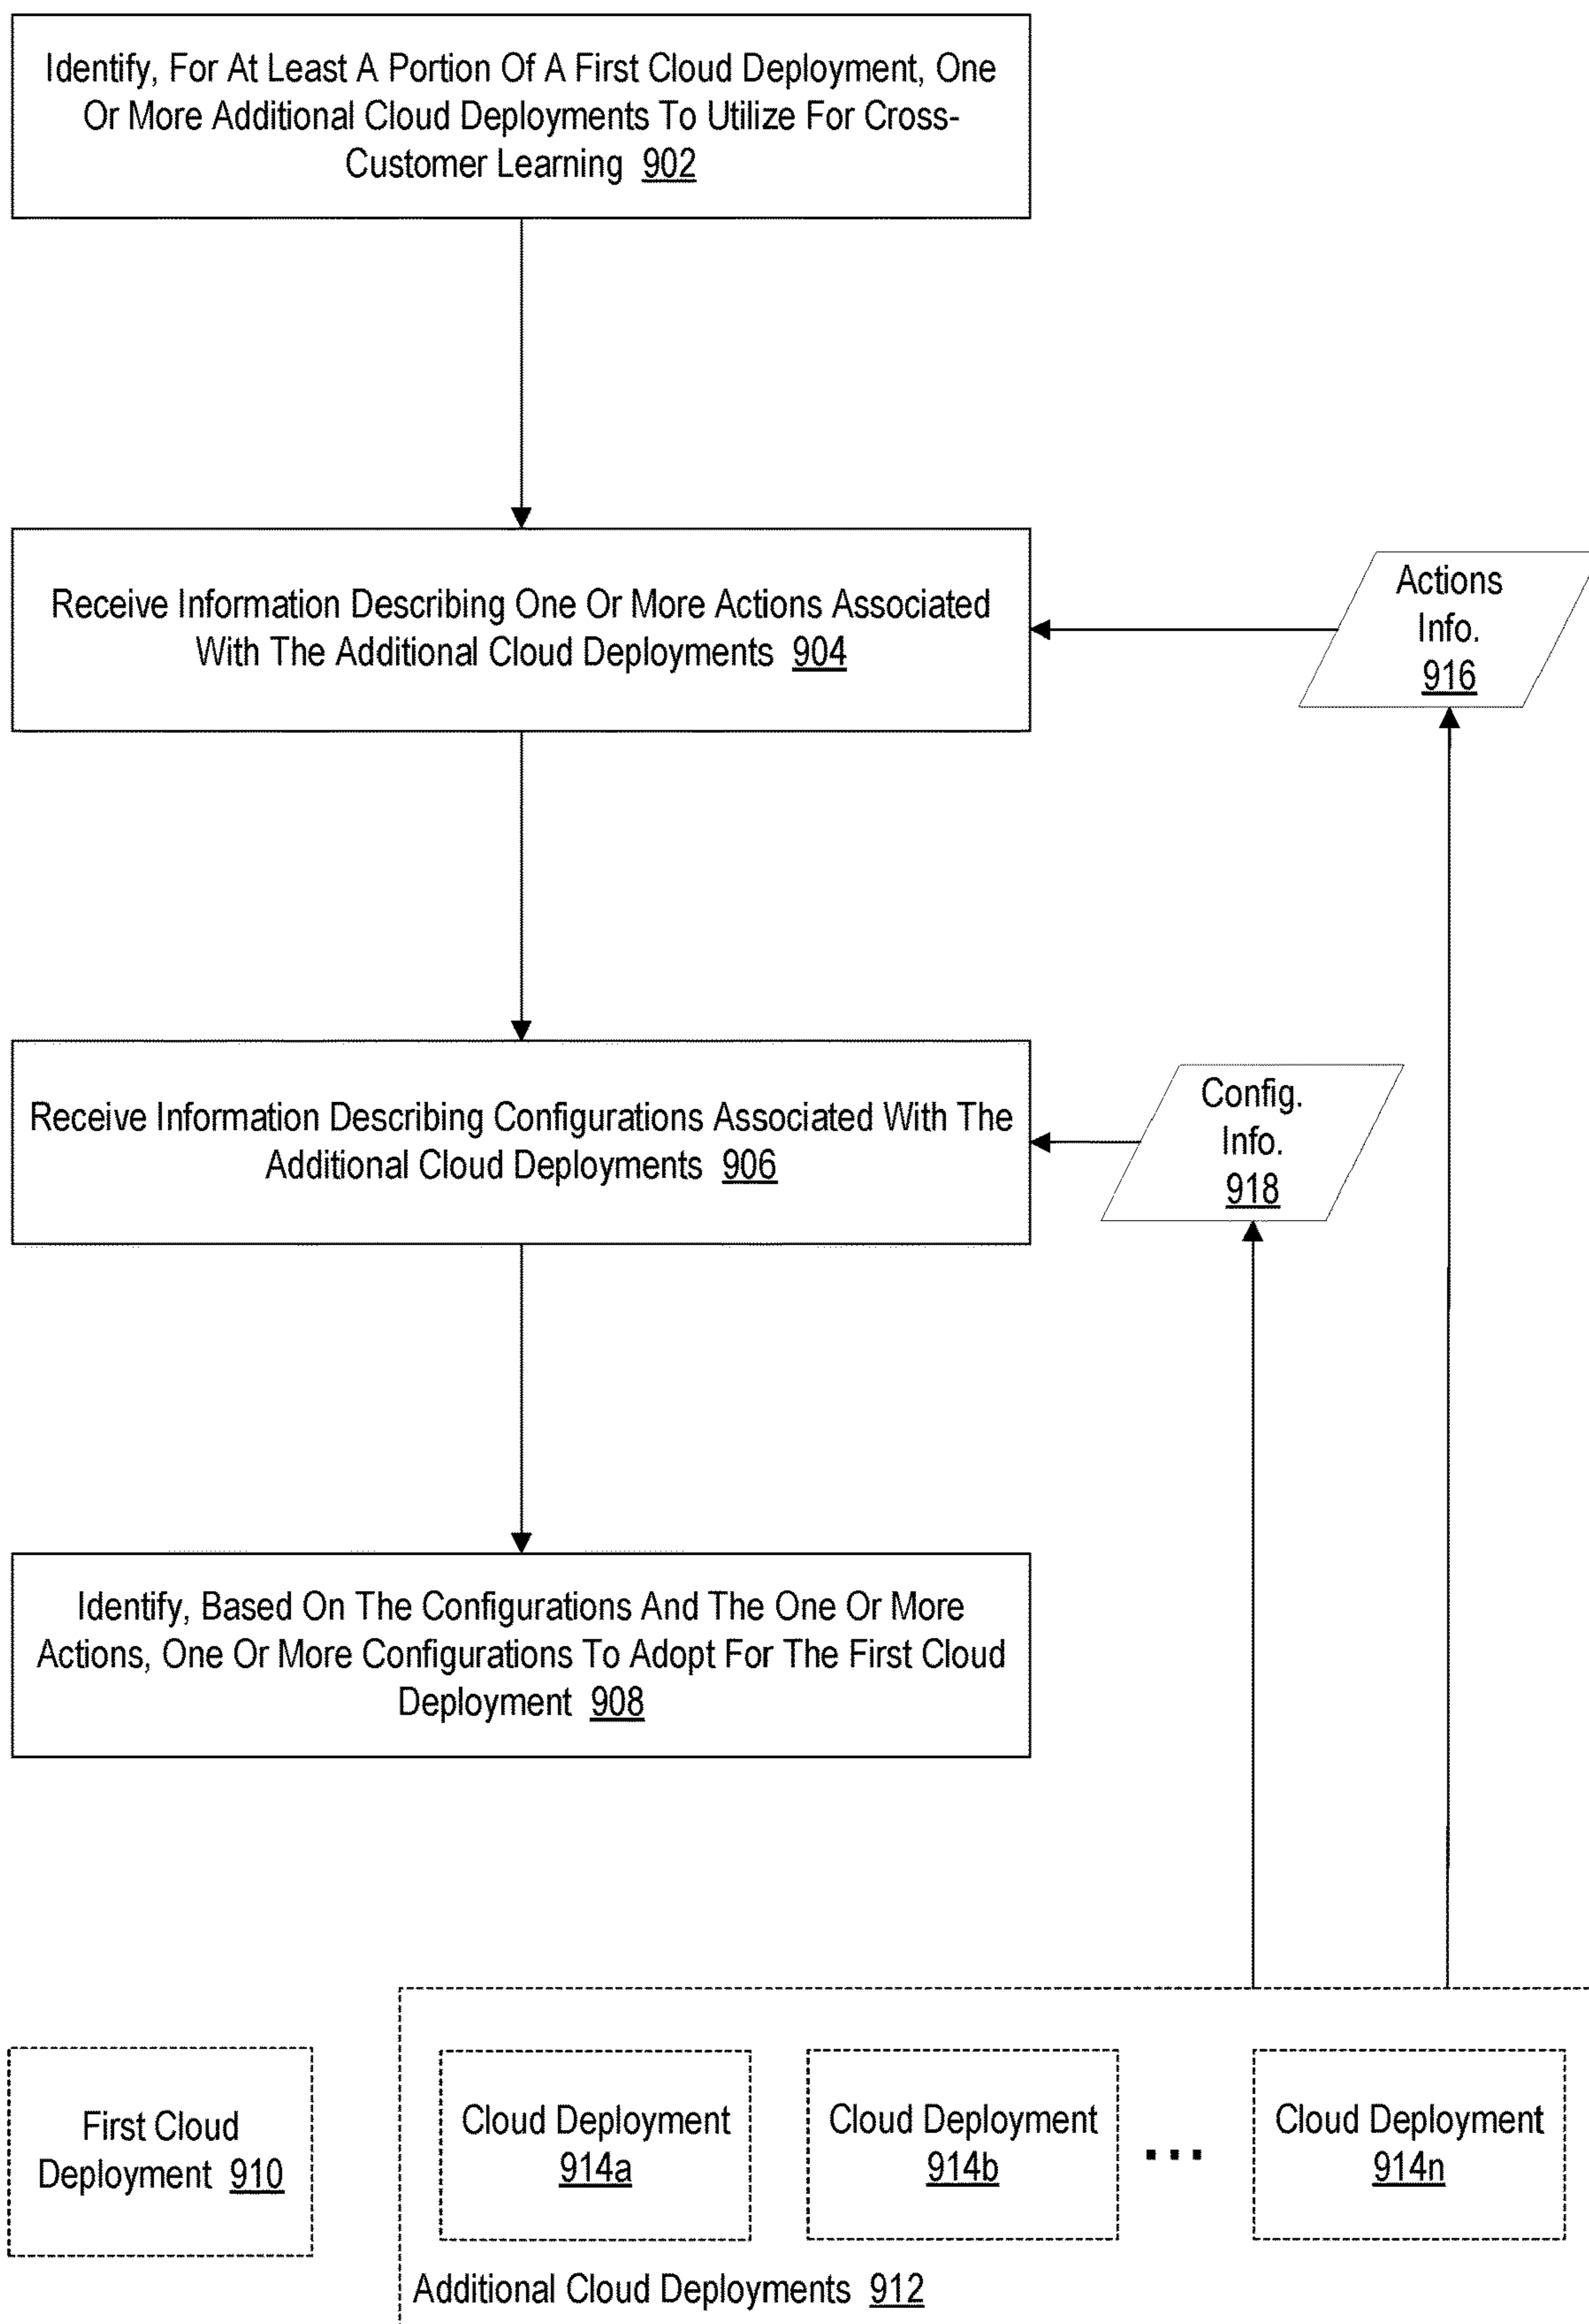 Identify, For At Least A Portion Of A First Cloud Deployment, One
Or More Additional Cloud Deployments To Utilize For Cross-
Customer Learning 902
Receive Information Describing One Or More Actions Associated
With The Additional Cloud Deployments 904
Actions
Info.
916
Receive Information Describing Configurations Associated With The
Additional Cloud Deployments 906
Config.
Info.
918
Identify, Based On The Configurations And The One Or More
Actions, One Or More Configurations To Adopt For The First Cloud
Deployment 908
First Cloud
Deployment 910
Cloud Deployment
914a
Cloud Deployment
914b
...
Cloud Deployment
914n
Additional Cloud Deployments 912